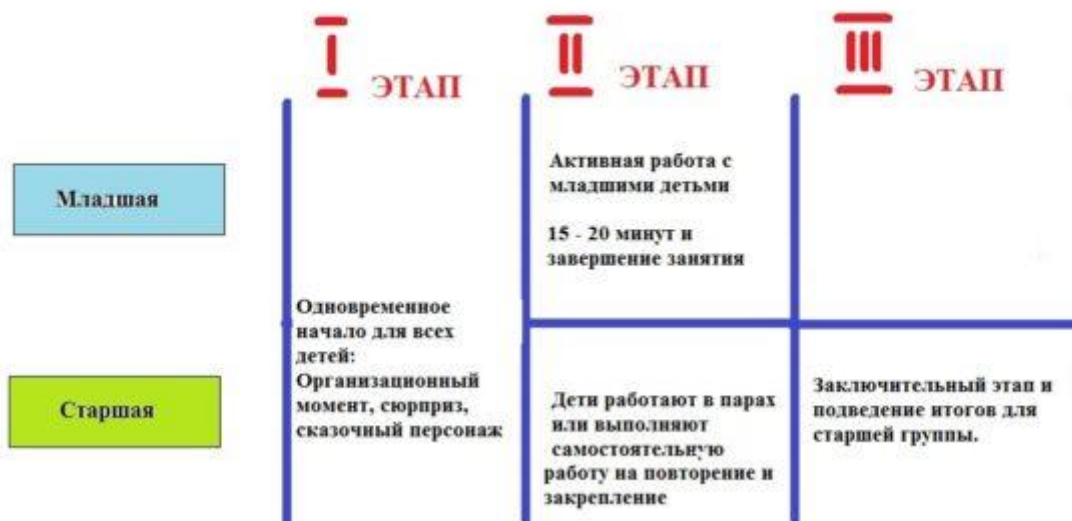 I ЭТАП
II ЭТАП
III ЭТАП
Младшая
Активная работа с
младшими детьми
15 - 20 минут и
завершение занятия
Старшая
Одновременное
начало для всех
детей:
Организационный
момент, сюрприз,
сказочный персонаж
Дети работают в парах
или выполняют
самостоятельную
работу на повторение и
закрепление
Заключительный этап и
подведение итогов для
старшей группы.